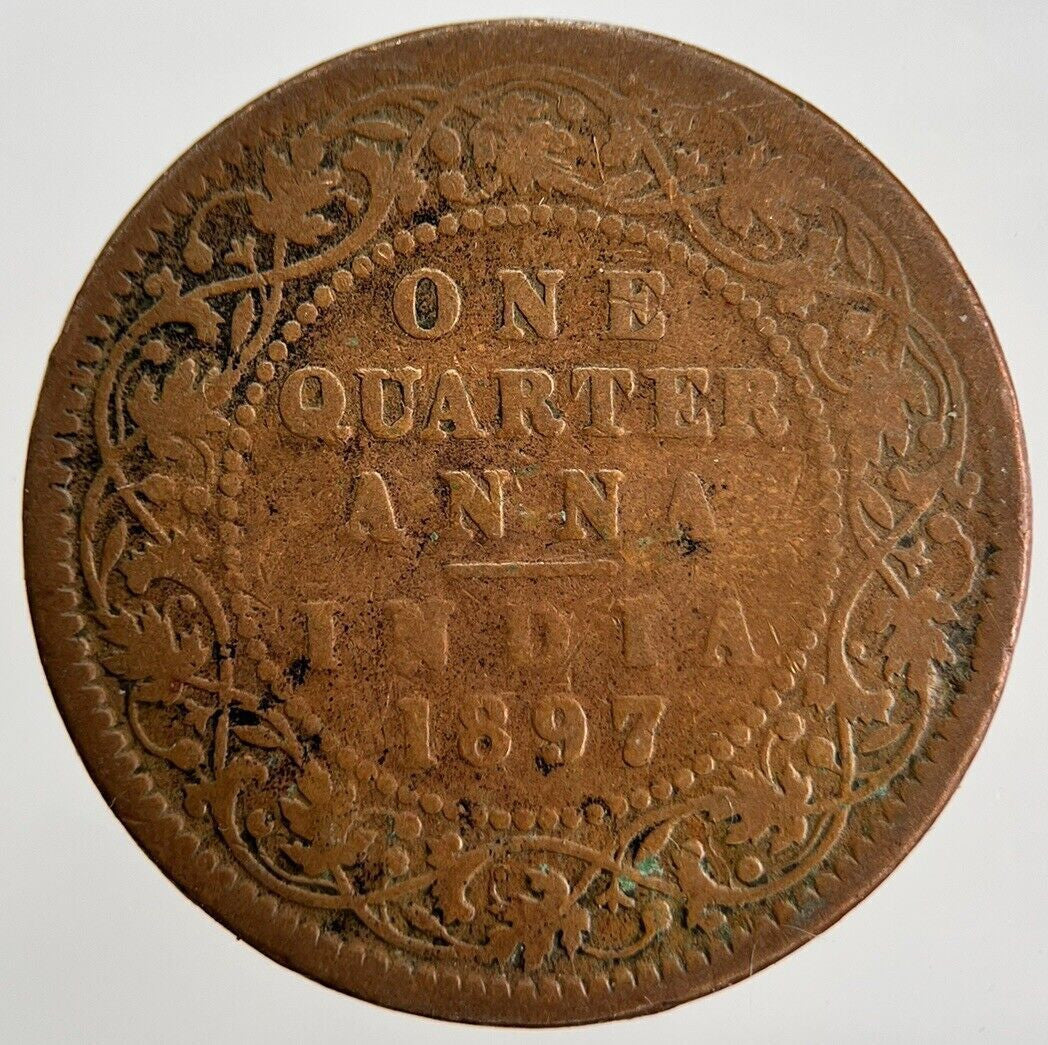 ONE
QUARTER
ANNA
INDIA
1897